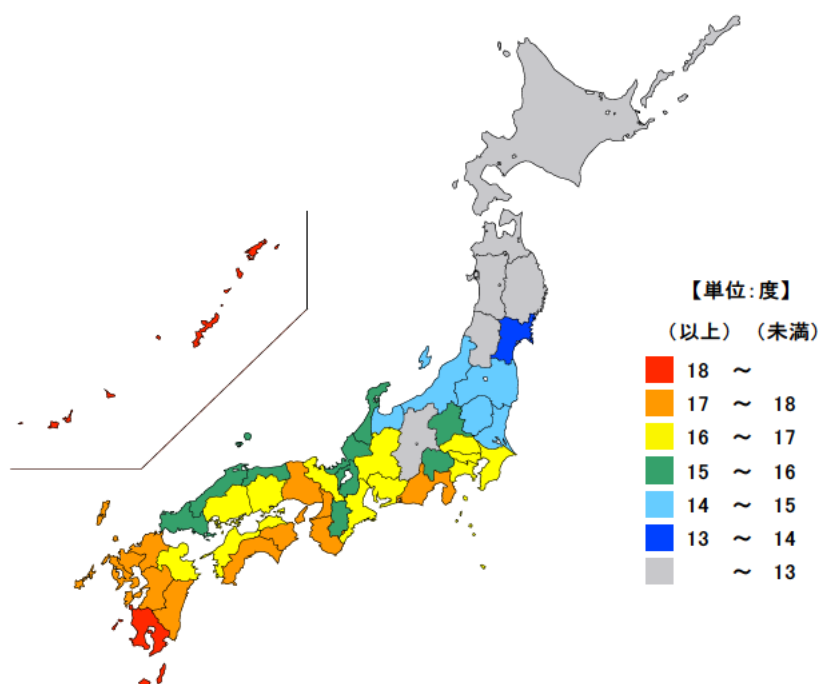 【単位:度】
（以上） （未満）
18 ～
17 ～ 18
16 ～ 17
15 ～ 16
14 ～ 15
13 ～ 14
～ 13